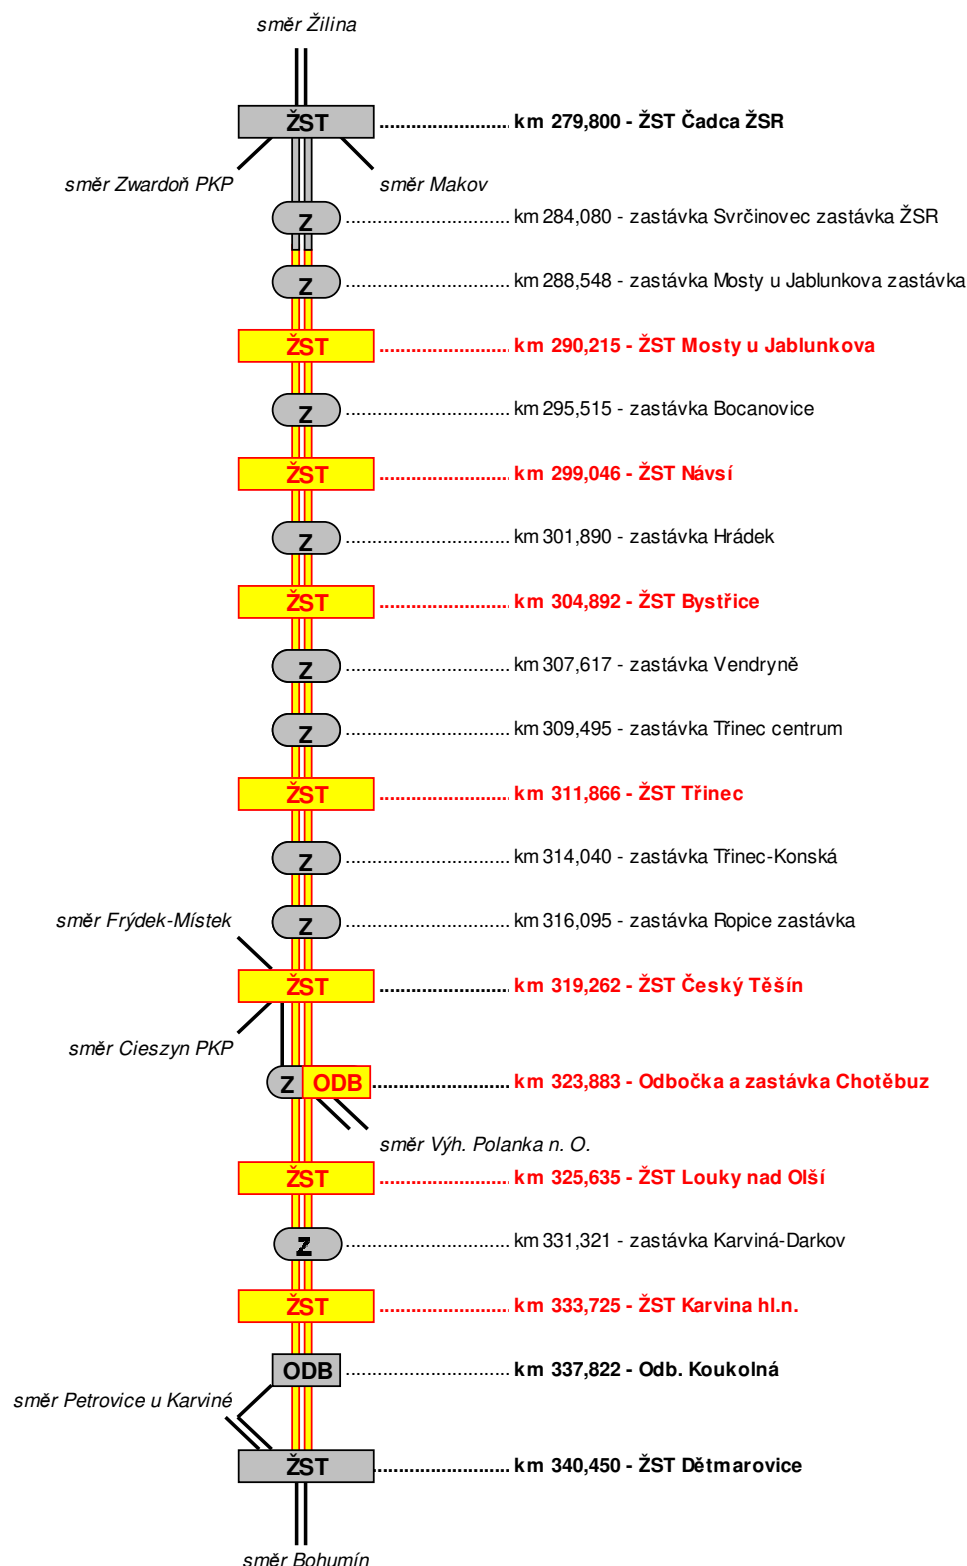 směr Žilina
ŽST ........................ km 279,800 - ŽST Čadca ŽSR
směr Zwardoň PKP
směr Makov
Z ........................ km 284,080 - zastávka Svrčinovec zastávka ŽSR
Z ........................ km 288,548 - zastávka Mosty u Jablunkova zastávka
ŽST ........................ km 290,215 - ŽST Mosty u Jablunkova
Z ........................ km 295,515 - zastávka Bocanovice
ŽST ........................ km 299,046 - ŽST Návsí
Z ........................ km 301,890 - zastávka Hrádek
ŽST ........................ km 304,892 - ŽST Bystřice
Z ........................ km 307,617 - zastávka Vendryně
Z ........................ km 309,495 - zastávka Třinec centrum
ŽST ........................ km 311,866 - ŽST Třinec
Z ........................ km 314,040 - zastávka Třinec-Konská
směr Frýdek-Místek
Z ........................ km 316,095 - zastávka Ropice zastávka
ŽST ........................ km 319,262 - ŽST Český Těšín
směr Cieszyn PKP
Z ODB ........................ km 323,883 - Odbočka a zastávka Chotěbuz
směr Výh. Polanka n. O.
ŽST ........................ km 325,635 - ŽST Louky nad Olší
Z ........................ km 331,321 - zastávka Karviná-Darkov
ŽST ........................ km 333,725 - ŽST Karvina hl.n.
ODB ........................ km 337,822 - Odb. Koukolná
směr Petrovice u Karviné
ŽST ........................ km 340,450 - ŽST Dětmarovice
směr Bohumín